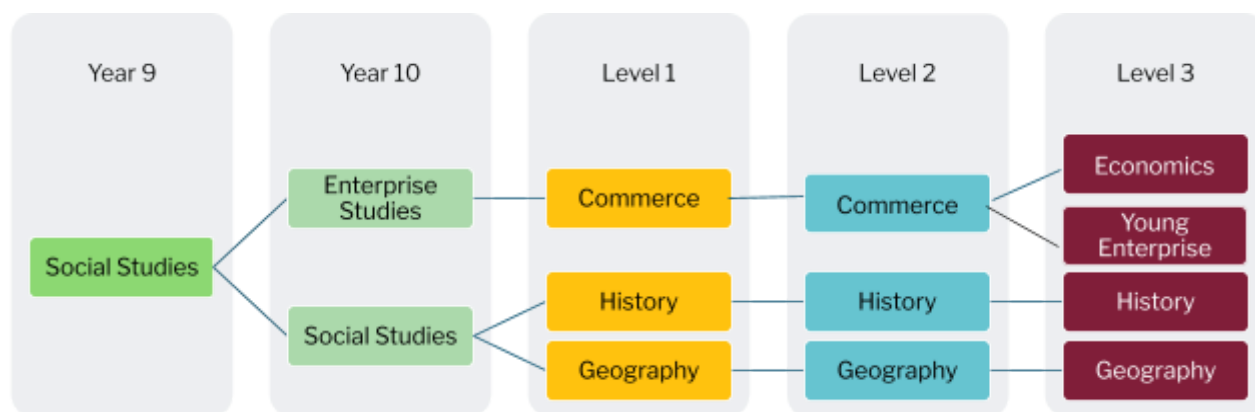 Year 9
Year 10
Level 1
Level 2
Level 3
Social Studies
Enterprise
Studies
Social Studies
Commerce
History
Geography
Commerce
History
Geography
Economics
Young
Enterprise
History
Geography